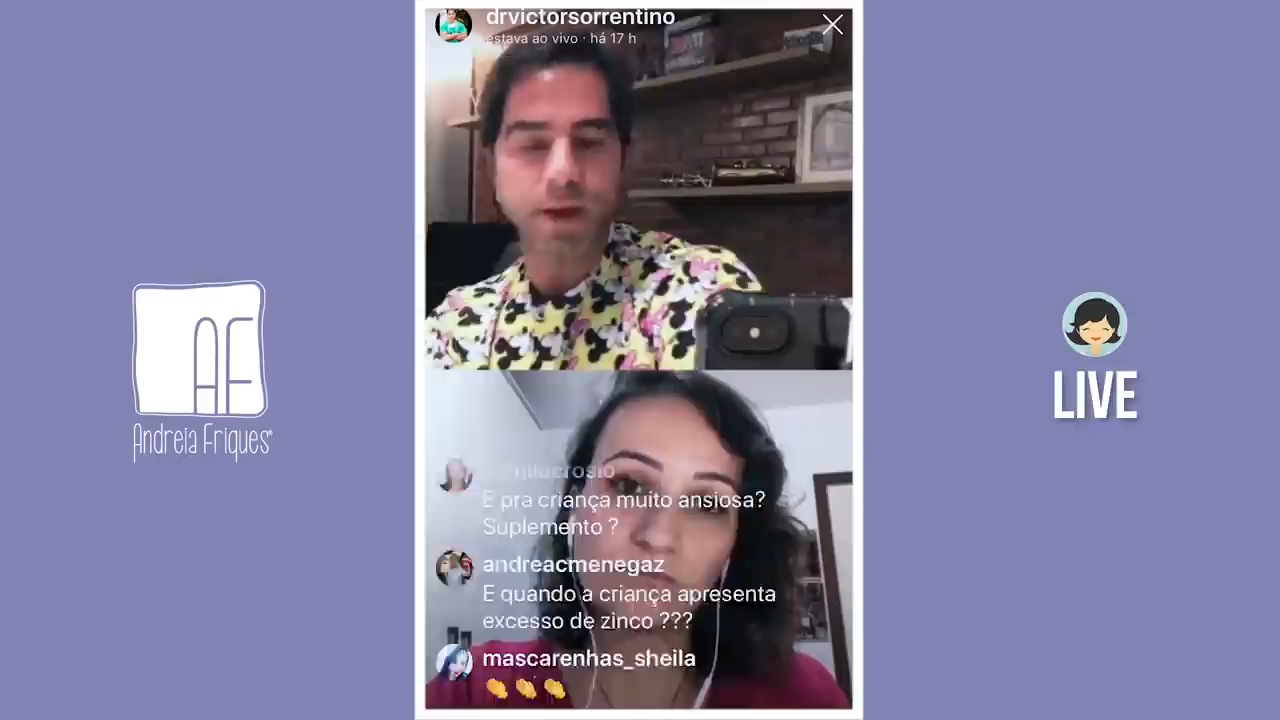 drvictorsorrentino
estava ao vivo · há 17 h
E pra criança muito ansiosa?
Suplemento ?
andreacmenegaz
E quando a criança apresenta
excesso de zinco ???
mascarenhas_sheila
👏 👏 👏
AF
Andreia Friques®
LIVE